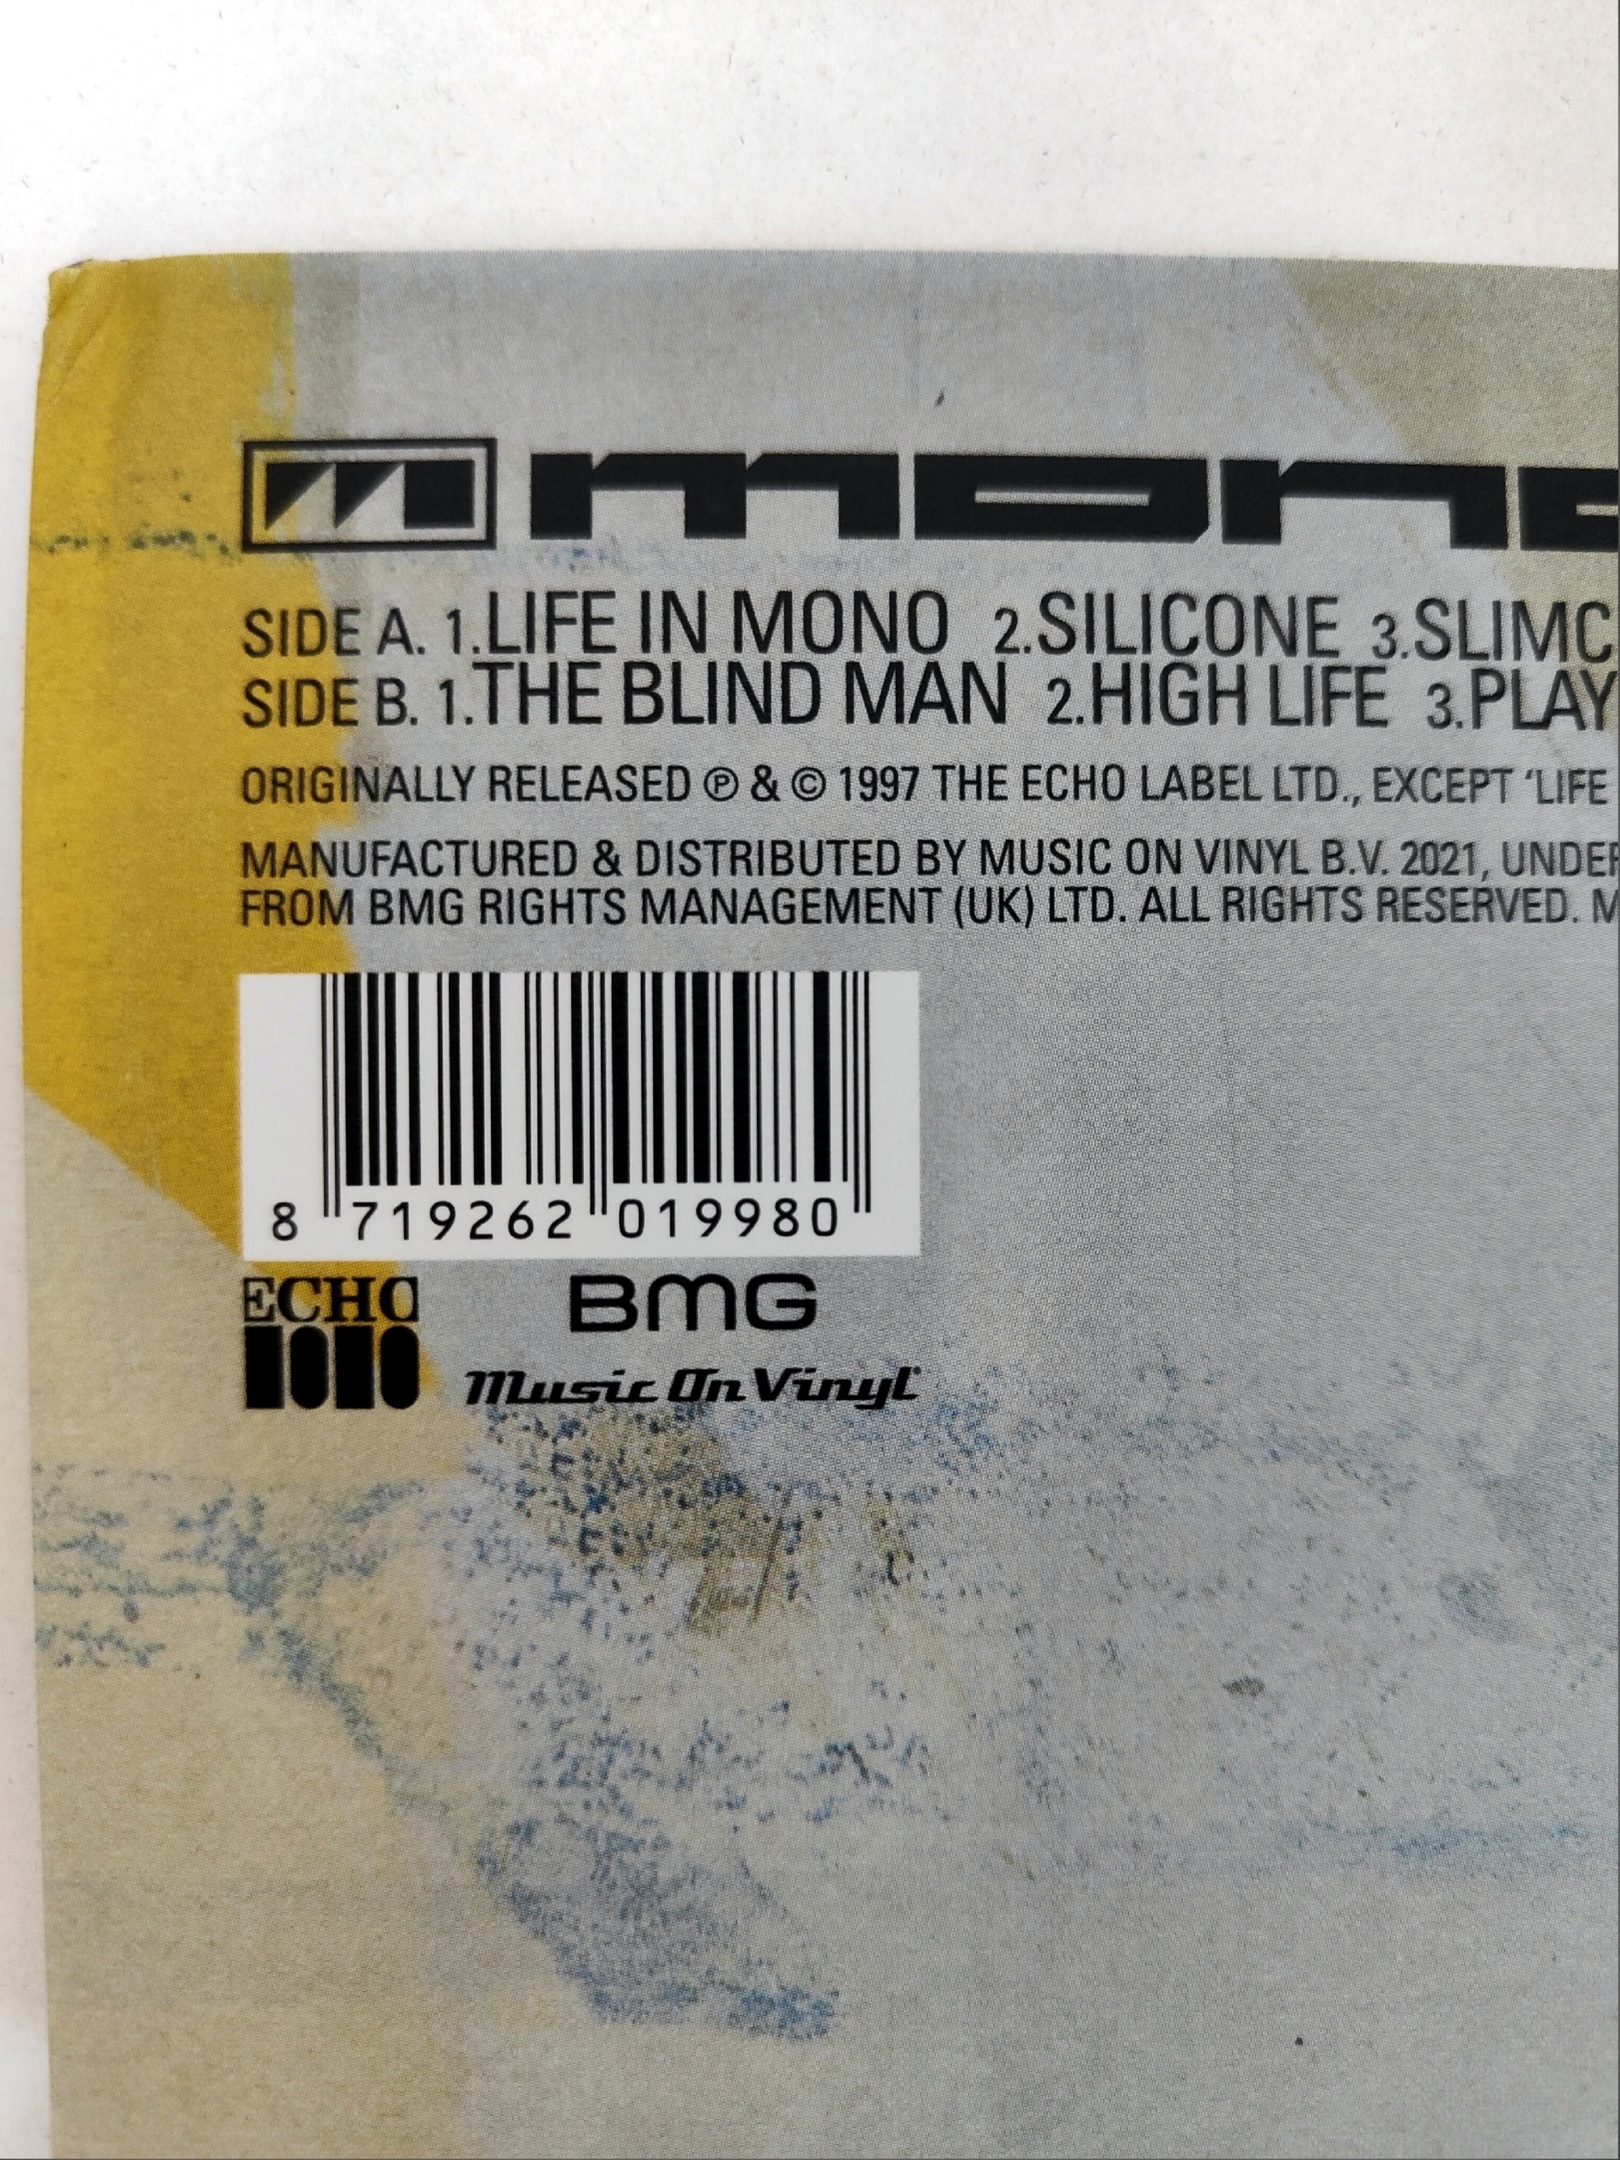 mono
SIDE A. 1.LIFE IN MONO 2.SILICONE 3.SLIMC
SIDE B. 1.THE BLIND MAN 2.HIGH LIFE 3.PLAY
ORIGINALLY RELEASED ℗ & © 1997 THE ECHO LABEL LTD., EXCEPT ‘LIFE
MANUFACTURED & DISTRIBUTED BY MUSIC ON VINYL B.V. 2021, UNDER
FROM BMG RIGHTS MANAGEMENT (UK) LTD. ALL RIGHTS RESERVED. M
8 719262 019980
ECHO BMG
Music On Vinyl